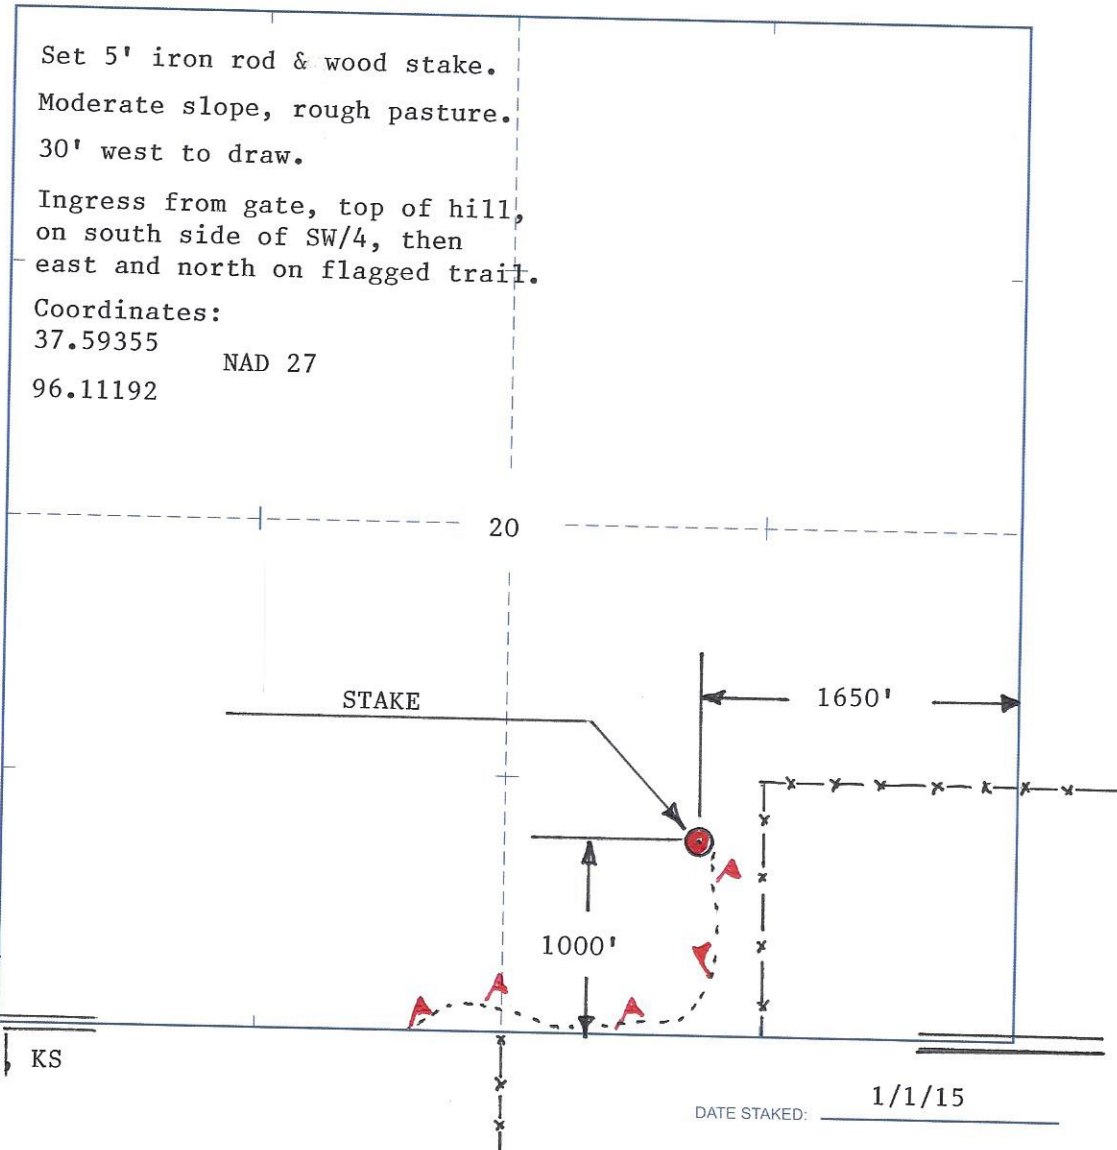 Set 5' iron rod & wood stake.
Moderate slope, rough pasture.
30' west to draw.
Ingress from gate, top of hill,
on south side of SW/4, then
east and north on flagged trail.
Coordinates:
37.59355
NAD 27
96.11192
20
STAKE
1650'
1000'
, KS
DATE STAKED: 1/1/15